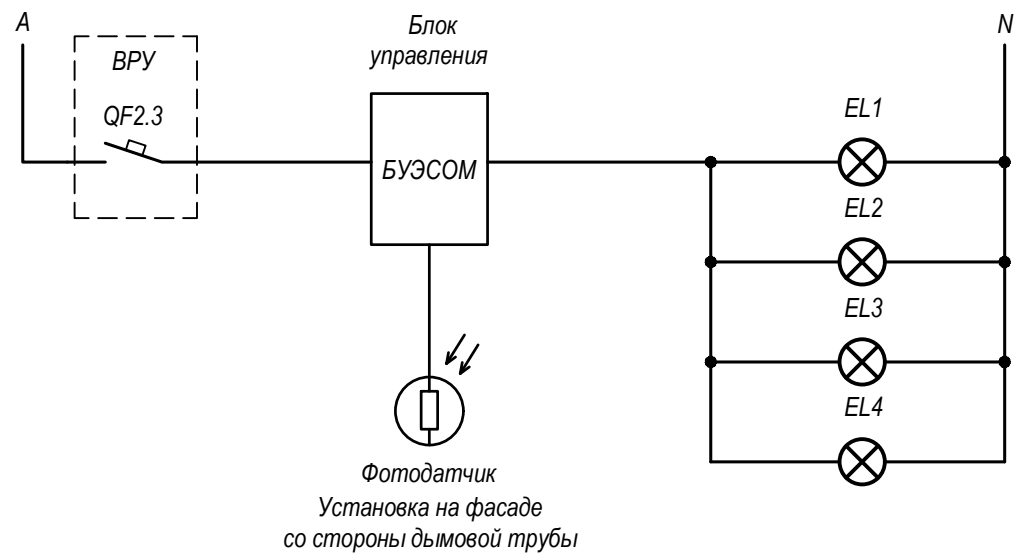 A
ВРУ
QF2.3
Блок
управления
БУЭСОМ
Фотодатчик
Установка на фасаде
со стороны дымовой трубы
EL1
EL2
EL3
EL4
N